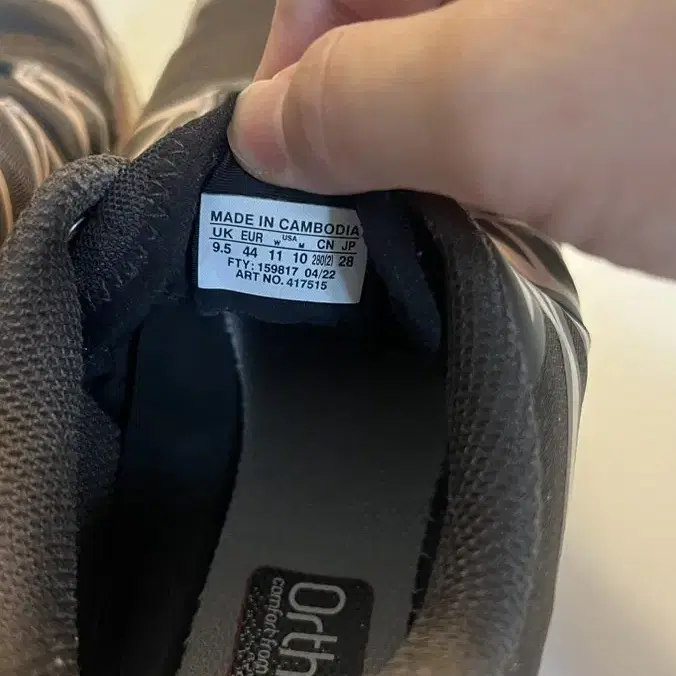 MADE IN CAMBODIA
UK EUR W USA M CN JP
9.5 44 11 10 280(2) 28
FTY: 159817 04/22
ART NO. 417515
Orth
comfort from